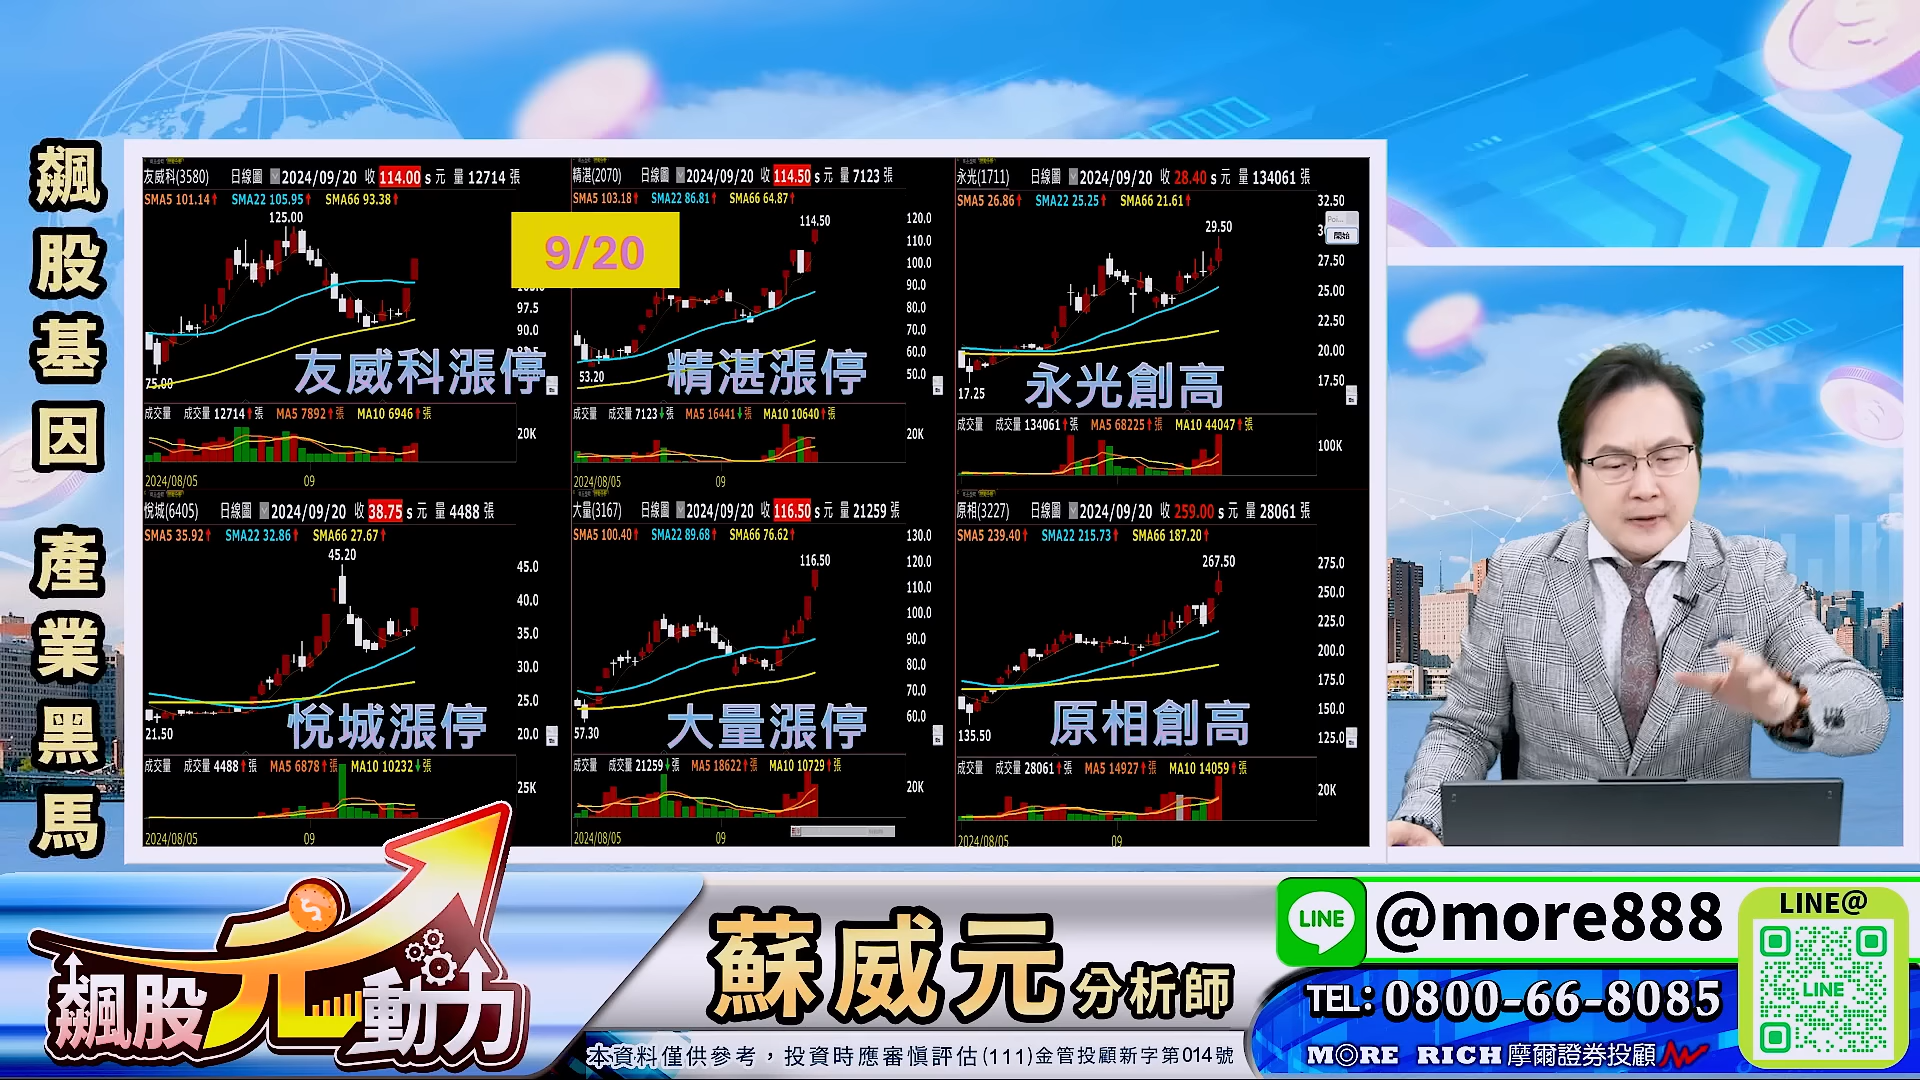 飆股基因 產業黑馬
友威科(3580) 日線圖 2024/09/20 收 114.00 s 元 量 12714 張
SMA5 101.14↑ SMA22 105.95↑ SMA66 93.38↑
125.00
97.5
90.0
75.00
友威科漲停
成交量 成交量 12714↑張 MA5 7892↑張 MA10 6946↑張
20K
2024/08/05 09
9/20
精湛(2070) 日線圖 2024/09/20 收 114.50 s 元 量 7123 張
SMA5 103.18↑ SMA22 86.81↑ SMA66 64.87↑
114.50
120.0
110.0
100.0
90.0
80.0
70.0
60.0
50.0
53.20
精湛漲停
成交量 成交量 7123↓張 MA5 16441↓張 MA10 10640↑張
20K
2024/08/05 09
永光(1711) 日線圖 2024/09/20 收 28.40 s 元 量 134061 張
SMA5 26.86↑ SMA22 25.25↑ SMA66 21.61↑
29.50
32.50
開始
27.50
25.00
22.50
20.00
17.50
17.25
永光創高
成交量 成交量 134061↑張 MA5 68225↑張 MA10 44047↑張
100K
悅城(6405) 日線圖 2024/09/20 收 38.75 s 元 量 4488 張
SMA5 35.92↑ SMA22 32.86↑ SMA66 27.67↑
45.20
45.0
40.0
35.0
30.0
25.0
20.0
21.50
悅城漲停
成交量 成交量 4488↑張 MA5 6878↑張 MA10 10232↓張
25K
2024/08/05 09
大量(3167) 日線圖 2024/09/20 收 116.50 s 元 量 21259 張
SMA5 100.40↑ SMA22 89.68↑ SMA66 76.62↑
116.50
130.0
120.0
110.0
100.0
90.0
80.0
70.0
60.0
57.30
大量漲停
成交量 成交量 21259↓張 MA5 18622↑張 MA10 10729↑張
20K
2024/08/05 09
原相(3227) 日線圖 2024/09/20 收 259.00 s 元 量 28061 張
SMA5 239.40↑ SMA22 215.73↑ SMA66 187.20↑
267.50
275.0
250.0
225.0
200.0
175.0
150.0
125.0
135.50
原相創高
成交量 成交量 28061↑張 MA5 14927↑張 MA10 14059↑張
20K
2024/08/05 09
飆股元動力
蘇威元 分析師
本資料僅供參考，投資時應審慎評估(111)金管投顧新字第014號
LINE @more888
TEL:0800-66-8085
MORE RICH 摩爾證券投顧
LINE@
LINE